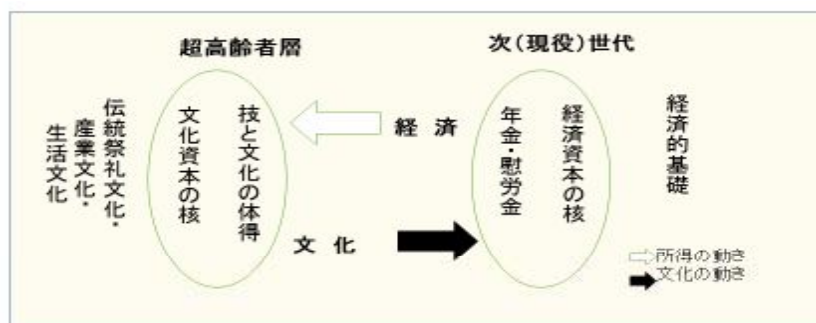 超高齢者層
次(現役)世代
伝統祭礼文化・
産業文化・
生活文化
技と文化の体得
文化資本の核
経済
文化
経済資本の核
年金・慰労金
経済的基礎
所得の動き
文化の動き